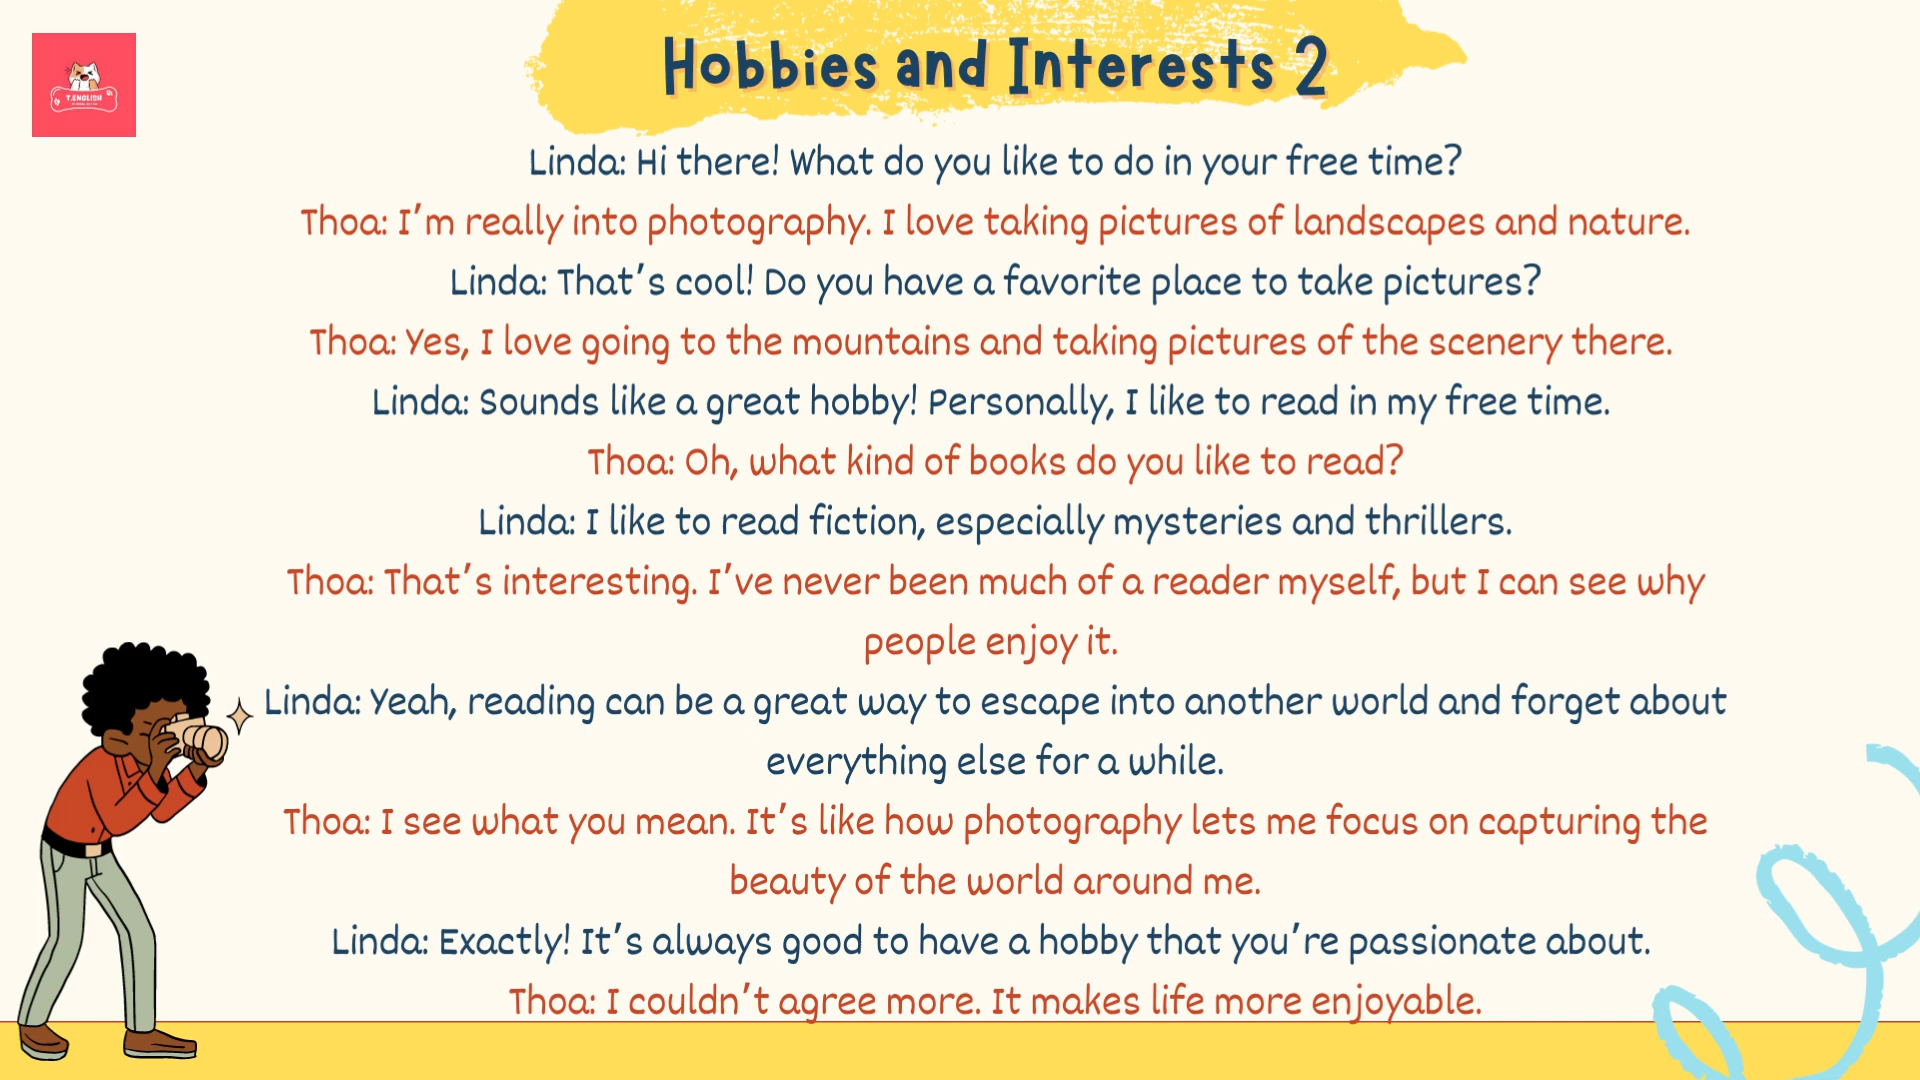 T.ENGLISH
Hobbies and Interests 2
Linda: Hi there! What do you like to do in your free time?
Thoa: I'm really into photography. I love taking pictures of landscapes and nature.
Linda: That's cool! Do you have a favorite place to take pictures?
Thoa: Yes, I love going to the mountains and taking pictures of the scenery there.
Linda: Sounds like a great hobby! Personally, I like to read in my free time.
Thoa: Oh, what kind of books do you like to read?
Linda: I like to read fiction, especially mysteries and thrillers.
Thoa: That's interesting. I've never been much of a reader myself, but I can see why
people enjoy it.
Linda: Yeah, reading can be a great way to escape into another world and forget about
everything else for a while.
Thoa: I see what you mean. It's like how photography lets me focus on capturing the
beauty of the world around me.
Linda: Exactly! It's always good to have a hobby that you're passionate about.
Thoa: I couldn't agree more. It makes life more enjoyable.